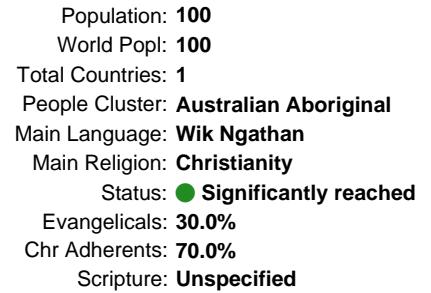 Population: 100
World Popl: 100
Total Countries: 1
People Cluster: Australian Aboriginal
Main Language: Wik Ngathan
Main Religion: Christianity
Status: Significantly reached
Evangelicals: 30.0%
Chr Adherents: 70.0%
Scripture: Unspecified